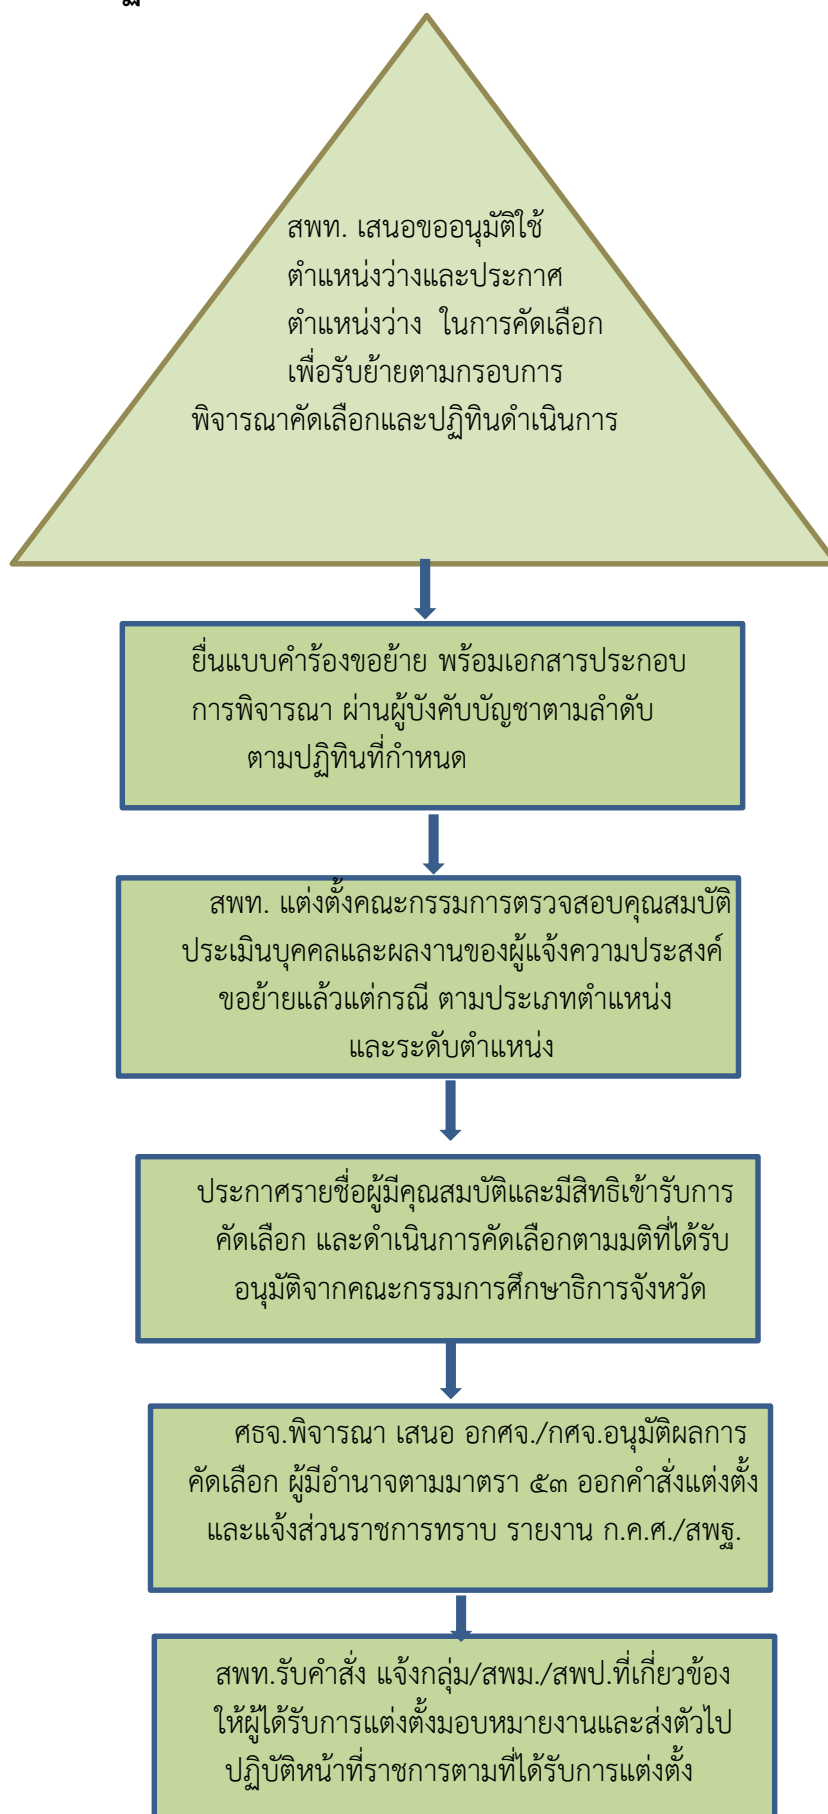 สพท. เสนอขออนุมัติใช้
ตำแหน่งว่างและประกาศ
ตำแหน่งว่าง ในการคัดเลือก
เพื่อรับย้ายตามกรอบการ
พิจารณาคัดเลือกและปฏิทินดำเนินการ
ยื่นแบบคำร้องขอย้าย พร้อมเอกสารประกอบ
การพิจารณา ผ่านผู้บังคับบัญชาตามลำดับ
ตามปฏิทินที่กำหนด
สพท. แต่งตั้งคณะกรรมการตรวจสอบคุณสมบัติ
ประเมินบุคคลและผลงานของผู้แจ้งความประสงค์
ขอย้ายแล้วแต่กรณี ตามประเภทตำแหน่ง
และระดับตำแหน่ง
ประกาศรายชื่อผู้มีคุณสมบัติและมีสิทธิเข้ารับการ
คัดเลือก และดำเนินการคัดเลือกตามมติที่ได้รับ
อนุมัติจากคณะกรรมการศึกษาธิการจังหวัด
ศธจ.พิจารณา เสนอ อกศจ./กศจ.อนุมัติผลการ
คัดเลือก ผู้มีอำนาจตามมาตรา ๕๓ ออกคำสั่งแต่งตั้ง
และแจ้งส่วนราชการทราบ รายงาน ก.ค.ศ./สพฐ.
สพท.รับคำสั่ง แจ้งกลุ่ม/สพม./สพป.ที่เกี่ยวข้อง
ให้ผู้ได้รับการแต่งตั้งมอบหมายงานและส่งตัวไป
ปฏิบัติหน้าที่ราชการตามที่ได้รับการแต่งตั้ง